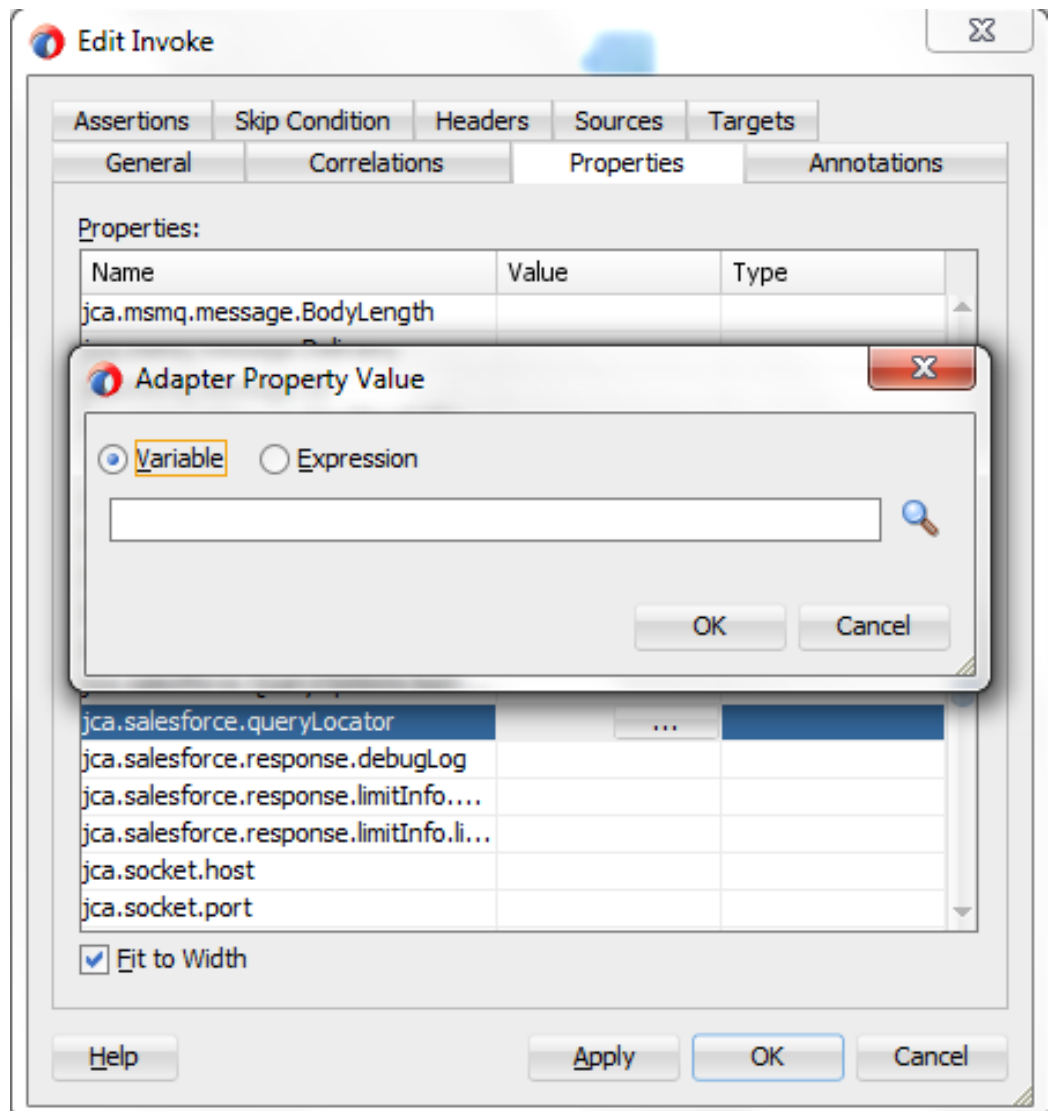 Edit Invoke
Assertions Skip Condition Headers Sources Targets
General Correlations Properties Annotations
Properties:
Name Value Type
jca.msmq.message.BodyLength
Adapter Property Value
Variable Expression
OK Cancel
jca.salesforce.queryLocator ...
jca.salesforce.response.debugLog
jca.salesforce.response.limitInfo....
jca.salesforce.response.limitInfo.li...
jca.socket.host
jca.socket.port
Fit to Width
Help Apply OK Cancel